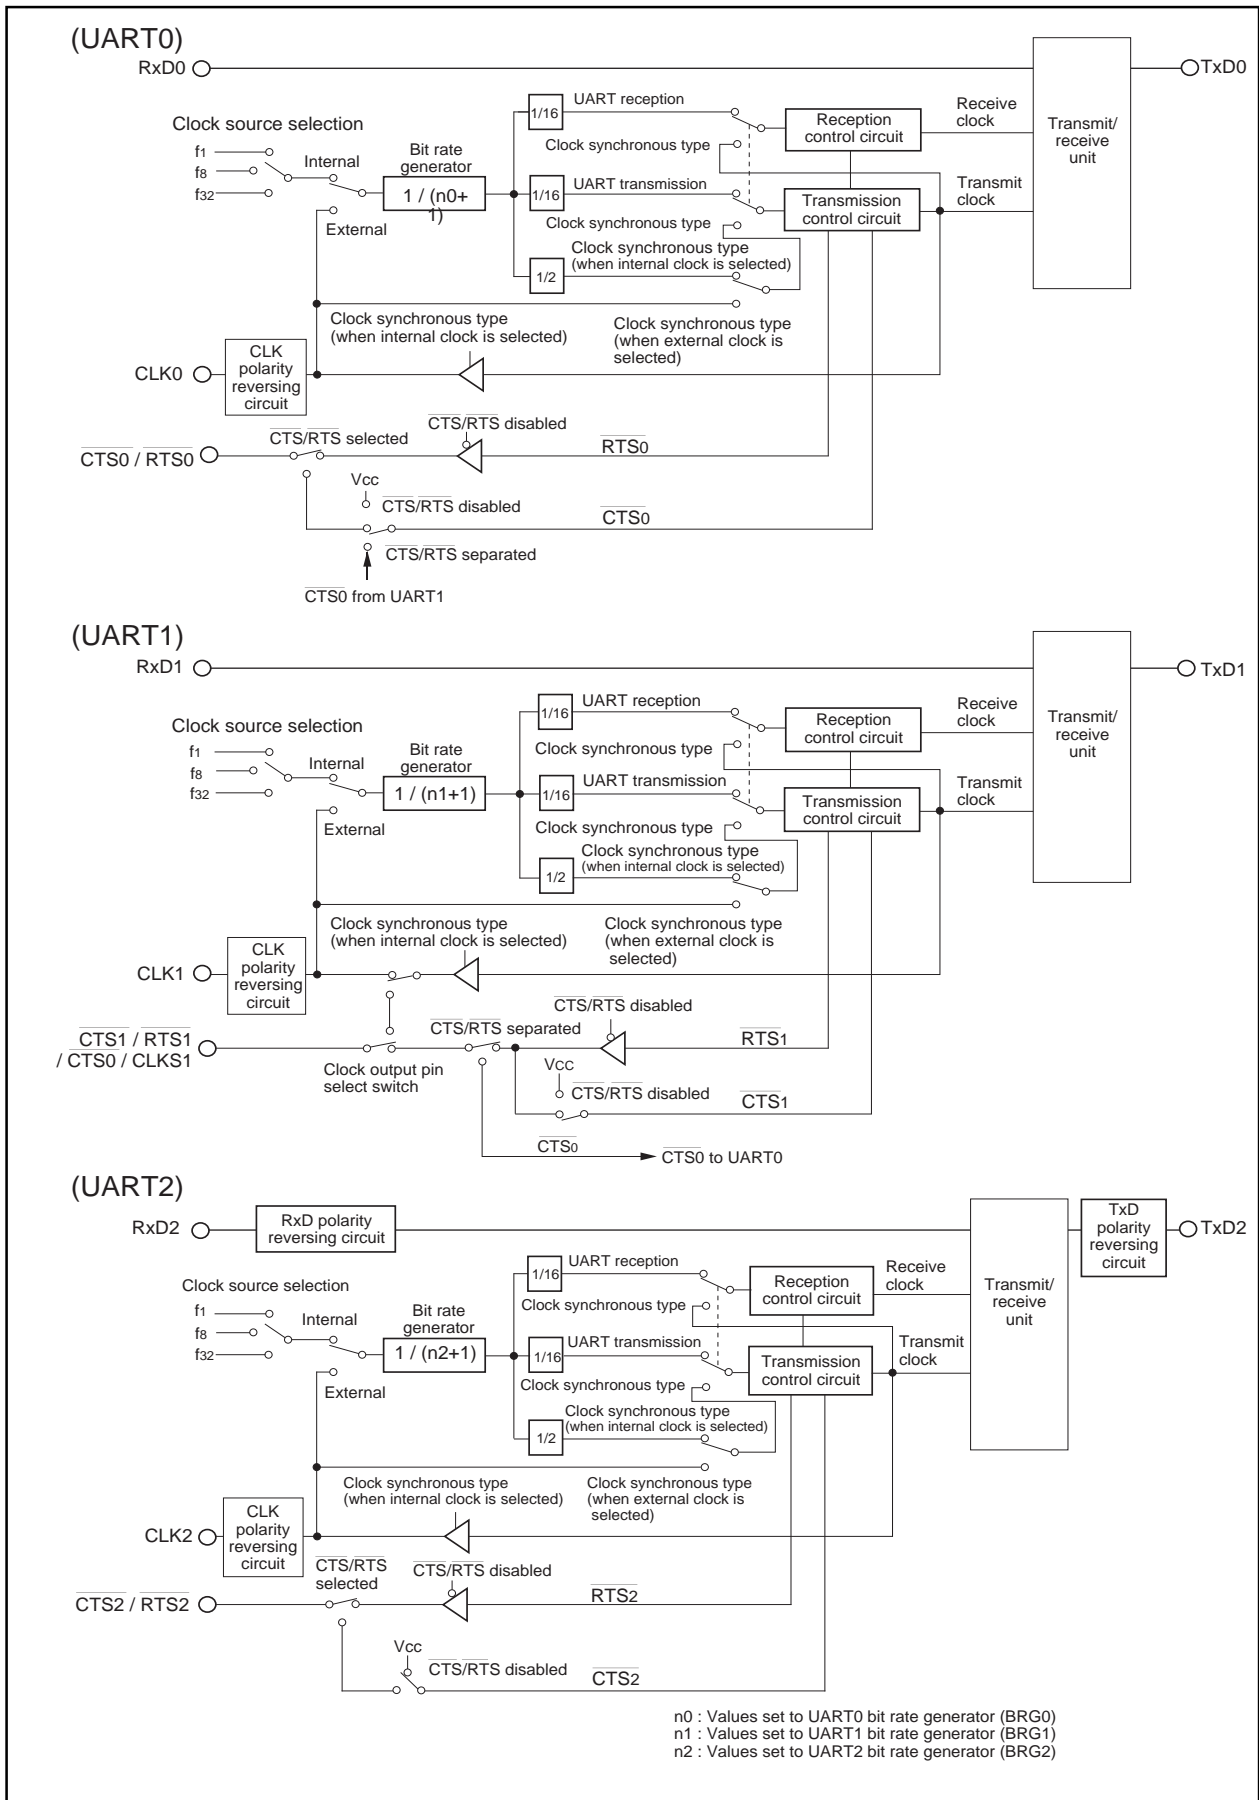 (UART0)
RxD0
TxD0
1/16
UART reception
Clock source selection
Reception
control circuit
Receive
clock
Transmit/
receive
unit
f1
f8
f32
Internal
Bit rate
generator
Clock synchronous type
1 / (n0+
1)
1/16
UART transmission
Transmission
control circuit
Transmit
clock
External
Clock synchronous type
Clock synchronous type
(when internal clock is selected)
1/2
Clock synchronous type
(when internal clock is selected)
Clock synchronous type
(when external clock is
selected)
CLK0
CLK
polarity
reversing
circuit
CTS/RTS disabled
CTS/RTS selected
RTS0
CTS0 / RTS0
Vcc
CTS/RTS disabled
CTS0
CTS/RTS separated
CTS0 from UART1
(UART1)
RxD1
TxD1
1/16
UART reception
Clock source selection
Reception
control circuit
Receive
clock
Transmit/
receive
unit
f1
f8
f32
Internal
Bit rate
generator
Clock synchronous type
1 / (n1+1)
1/16
UART transmission
Transmission
control circuit
Transmit
clock
External
Clock synchronous type
Clock synchronous type
(when internal clock is selected)
1/2
Clock synchronous type
(when internal clock is selected)
Clock synchronous type
(when external clock is
selected)
CLK1
CLK
polarity
reversing
circuit
CTS/RTS disabled
CTS1 / RTS1
/ CTS0 / CLKS1
CTS/RTS separated
RTS1
Clock output pin
select switch
VCC
CTS/RTS disabled
CTS1
CTS0
CTS0 to UART0
(UART2)
RxD2
RxD polarity
reversing circuit
TxD
polarity
reversing
circuit
TxD2
1/16
UART reception
Clock source selection
Reception
control circuit
Receive
clock
Transmit/
receive
unit
f1
f8
f32
Internal
Bit rate
generator
Clock synchronous type
1 / (n2+1)
1/16
UART transmission
Transmission
control circuit
Transmit
clock
External
Clock synchronous type
Clock synchronous type
(when internal clock is selected)
1/2
Clock synchronous type
(when internal clock is selected)
Clock synchronous type
(when external clock is
selected)
CLK2
CLK
polarity
reversing
circuit
CTS/RTS
selected
CTS/RTS disabled
RTS2
CTS2 / RTS2
Vcc
CTS/RTS disabled
CTS2
n0 : Values set to UART0 bit rate generator (BRG0)
n1 : Values set to UART1 bit rate generator (BRG1)
n2 : Values set to UART2 bit rate generator (BRG2)